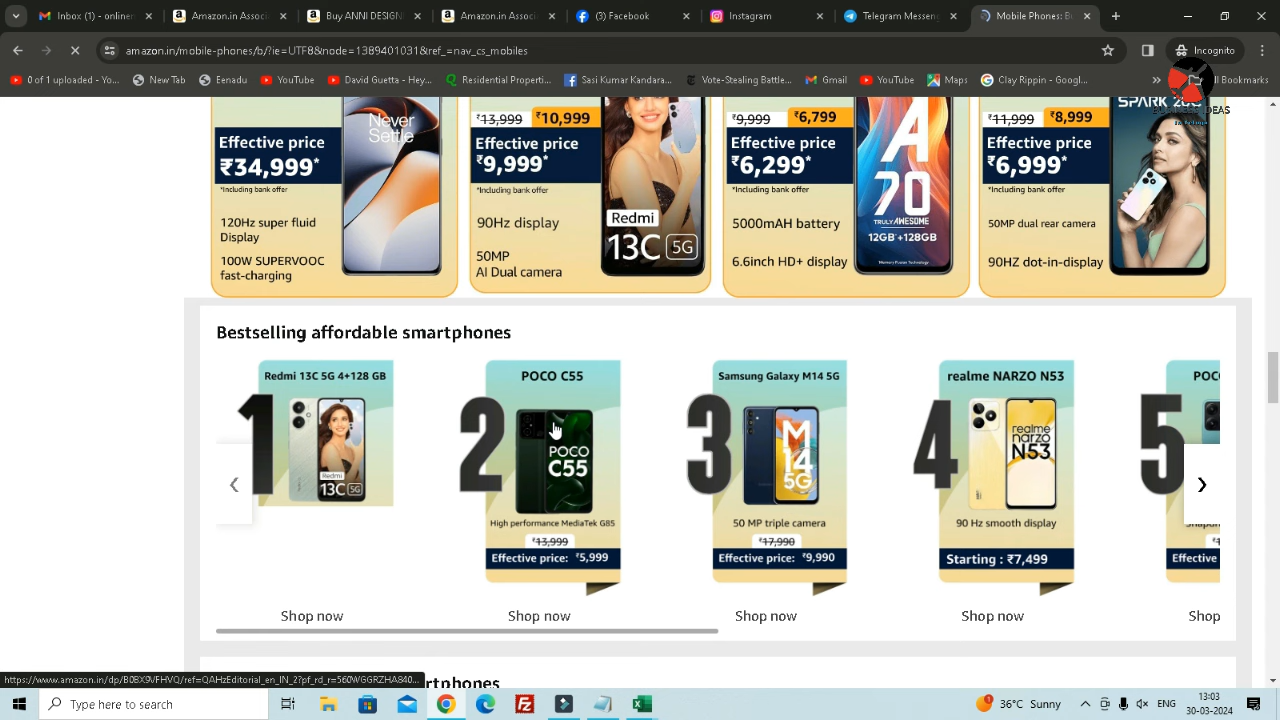 Inbox (1) - onliner
Amazon.in Associ
Buy ANNI DESIGN
Amazon.in Associ
(3) Facebook
Instagram
Telegram Messen
Mobile Phones: Bu
amazon.in/mobile-phones/b/?ie=UTF8&node=1389401031&ref_=nav_cs_mobiles
Incognito
0 of 1 uploaded - Yo...
New Tab
Eenadu
YouTube
David Guetta - Hey...
Residential Properti...
Sasi Kumar Kandara...
Vote-Stealing Battle...
Gmail
YouTube
Maps
Clay Rippin - Googl...
All Bookmarks
Never
Settle
Effective price
₹34,999*
*Including bank offer
120Hz super fluid
Display
100W SUPERVOOC
fast-charging
₹13,999 ₹10,999
Effective price
₹9,999*
*Including bank offer
90Hz display
50MP
AI Dual camera
Redmi
13C 5G
₹9,999 ₹6,799
Effective price
₹6,299*
*Including bank offer
5000mAH battery
6.6inch HD+ display
A
70
TRULY AWESOME
12GB*+128GB
₹11,999 ₹8,999
Effective price
₹6,999*
*Including bank offer
50MP dual rear camera
90HZ dot-in-display
Bestselling affordable smartphones
1
Redmi 13C 5G 4+128 GB
Redmi
13C 5G
Shop now
2
POCO C55
POCO
C55
High performance MediaTek G85
₹13,999
Effective price: ₹5,999
Shop now
3
Samsung Galaxy M14 5G
M
14
5G
50 MP triple camera
₹17,990
Effective price: ₹9,990
Shop now
4
realme NARZO N53
realme
narzo
N53
90 Hz smooth display
Starting : ₹7,499
Shop now
5
POC
Effective
Shop
rtphones
https://www.amazon.in/dp/B0BX9VFHVQ/ref=QAHzEditorial_en_IN_2?pf_rd_r=560WGGRZHA840...
Type here to search
36°C Sunny
ENG
13:03
30-03-2024